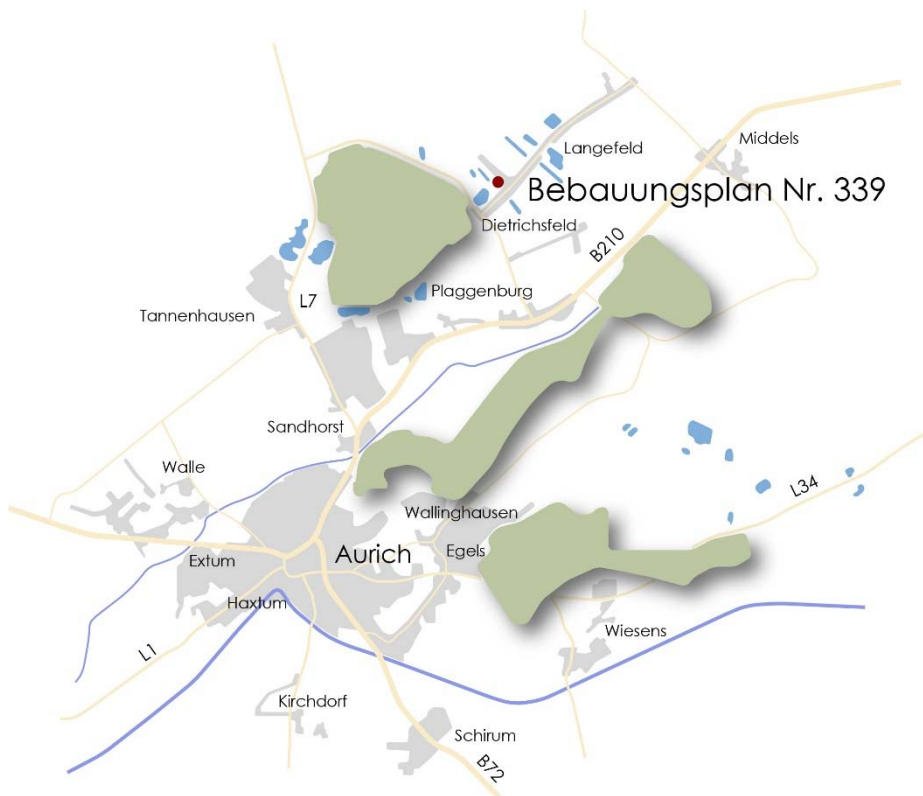 Middels
Langefeld
Bebauungsplan Nr. 339
Dietrichsfeld
B210
Plaggenburg
L7
Tannenhausen
Sandhorst
Walle
L34
Wallinghausen
Extum
Aurich
Egels
Haxtum
Wiesens
L1
Kirchdorf
Schirum
B72